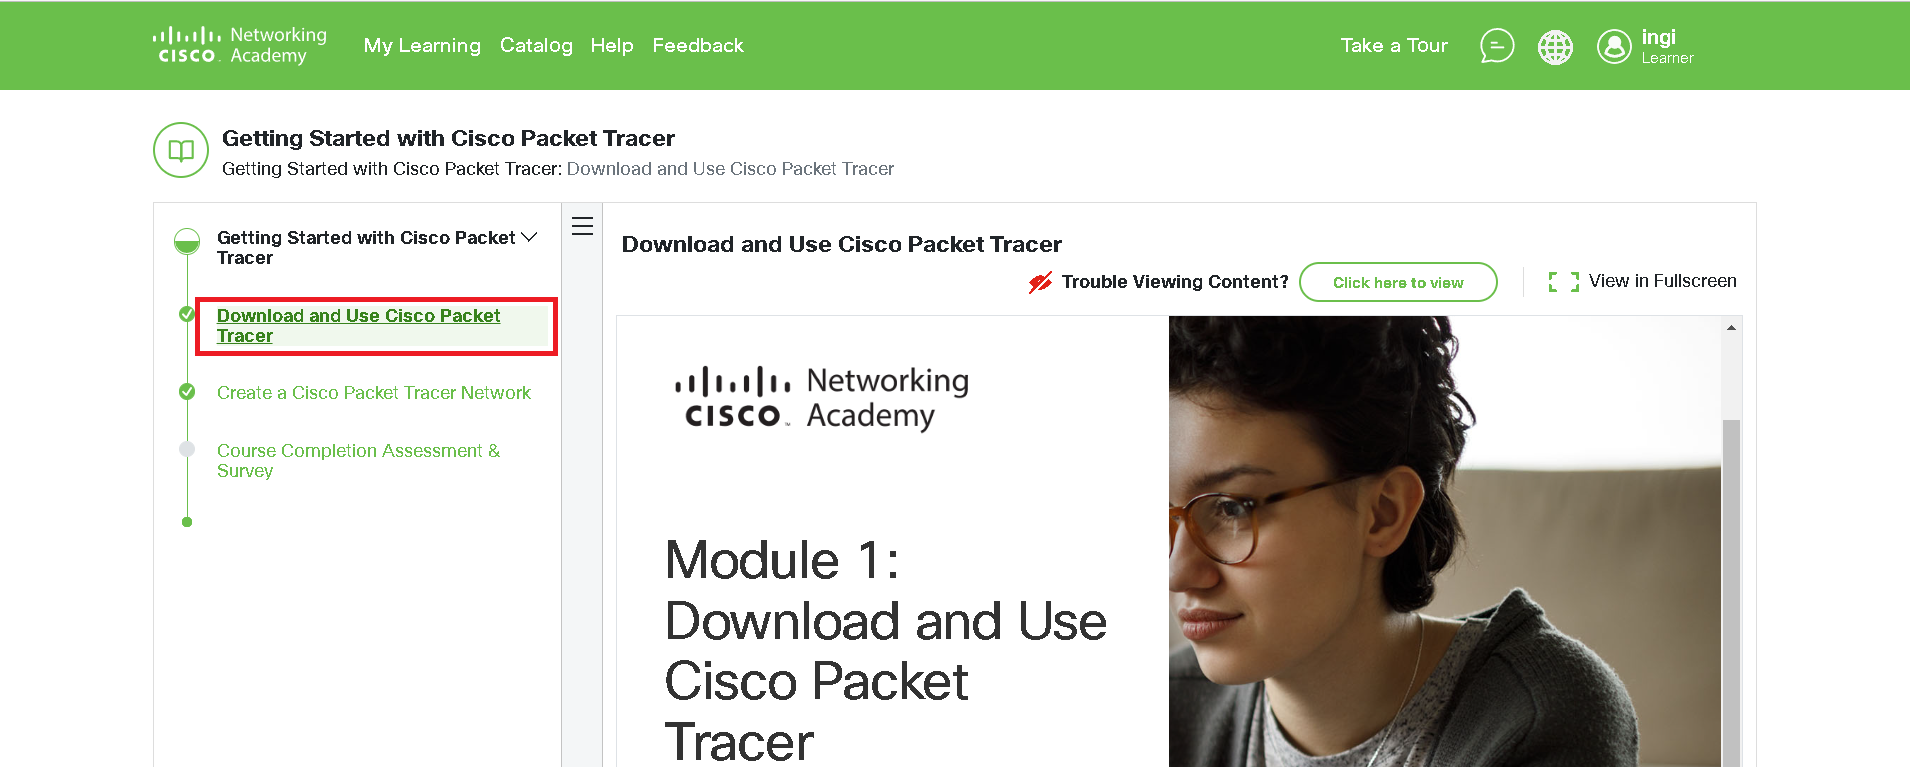 Networking
CISCO Academy
My Learning Catalog Help Feedback
Take a Tour
ingi
Learner
Getting Started with Cisco Packet Tracer
Getting Started with Cisco Packet Tracer: Download and Use Cisco Packet Tracer
Getting Started with Cisco Packet
Tracer
Download and Use Cisco Packet
Tracer
Create a Cisco Packet Tracer Network
Course Completion Assessment &
Survey
Download and Use Cisco Packet Tracer
Trouble Viewing Content? Click here to view View in Fullscreen
Networking
CISCO™ Academy
Module 1:
Download and Use
Cisco Packet
Tracer